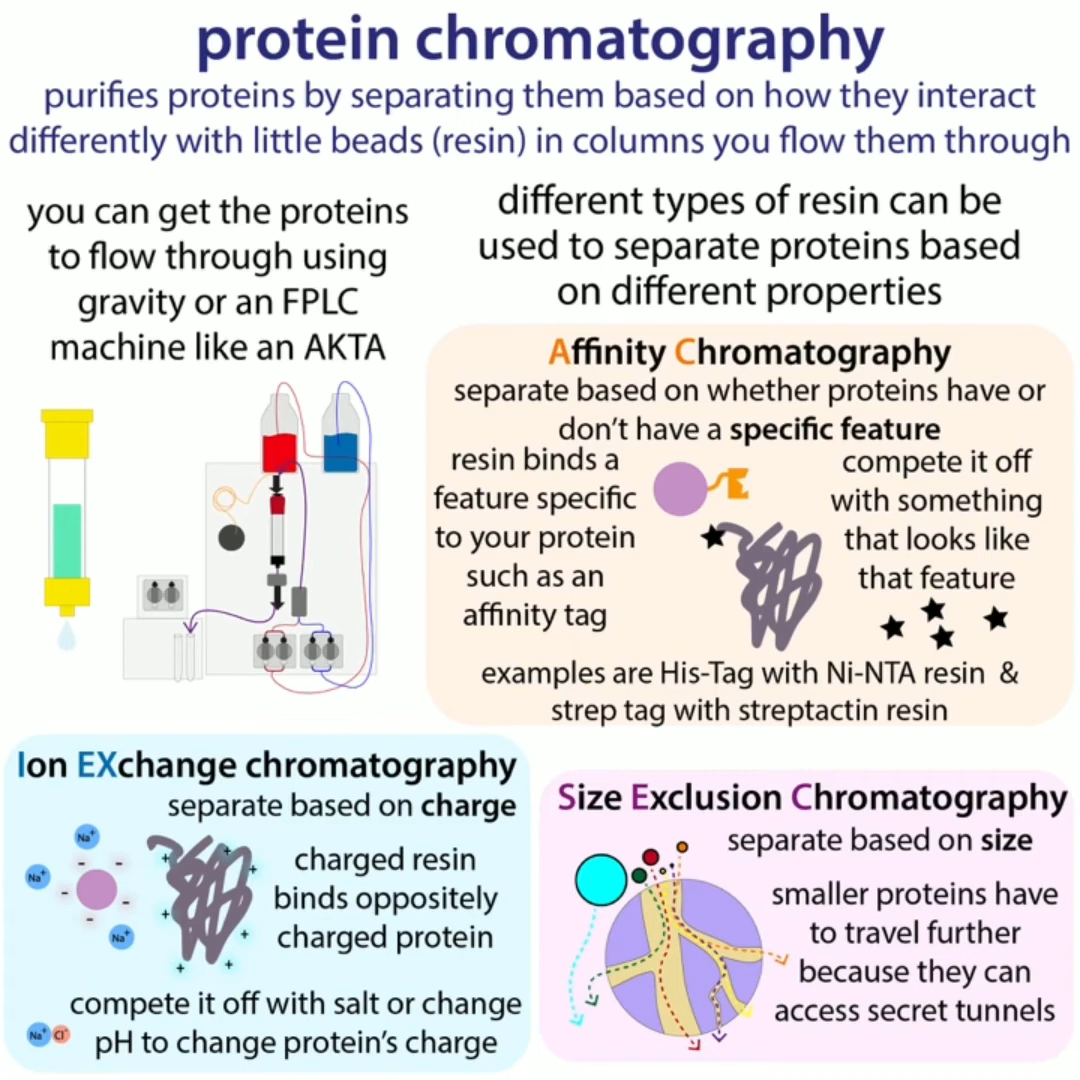 protein chromatography
purifies proteins by separating them based on how they interact
differently with little beads (resin) in columns you flow them through
you can get the proteins
to flow through using
gravity or an FPLC
machine like an AKTA
different types of resin can be
used to separate proteins based
on different properties
Affinity Chromatography
separate based on whether proteins have or
don't have a specific feature
resin binds a
feature specific
to your protein
such as an
affinity tag
compete it off
with something
that looks like
that feature
examples are His-Tag with Ni-NTA resin &
strep tag with streptactin resin
Ion EXchange chromatography
separate based on charge
Na+
Na+
Na+
- - - - - -
+ + + + + + +
charged resin
binds oppositely
charged protein
compete it off with salt or change
pH to change protein's charge
Na+ Cl-
Size Exclusion Chromatography
separate based on size
smaller proteins have
to travel further
because they can
access secret tunnels